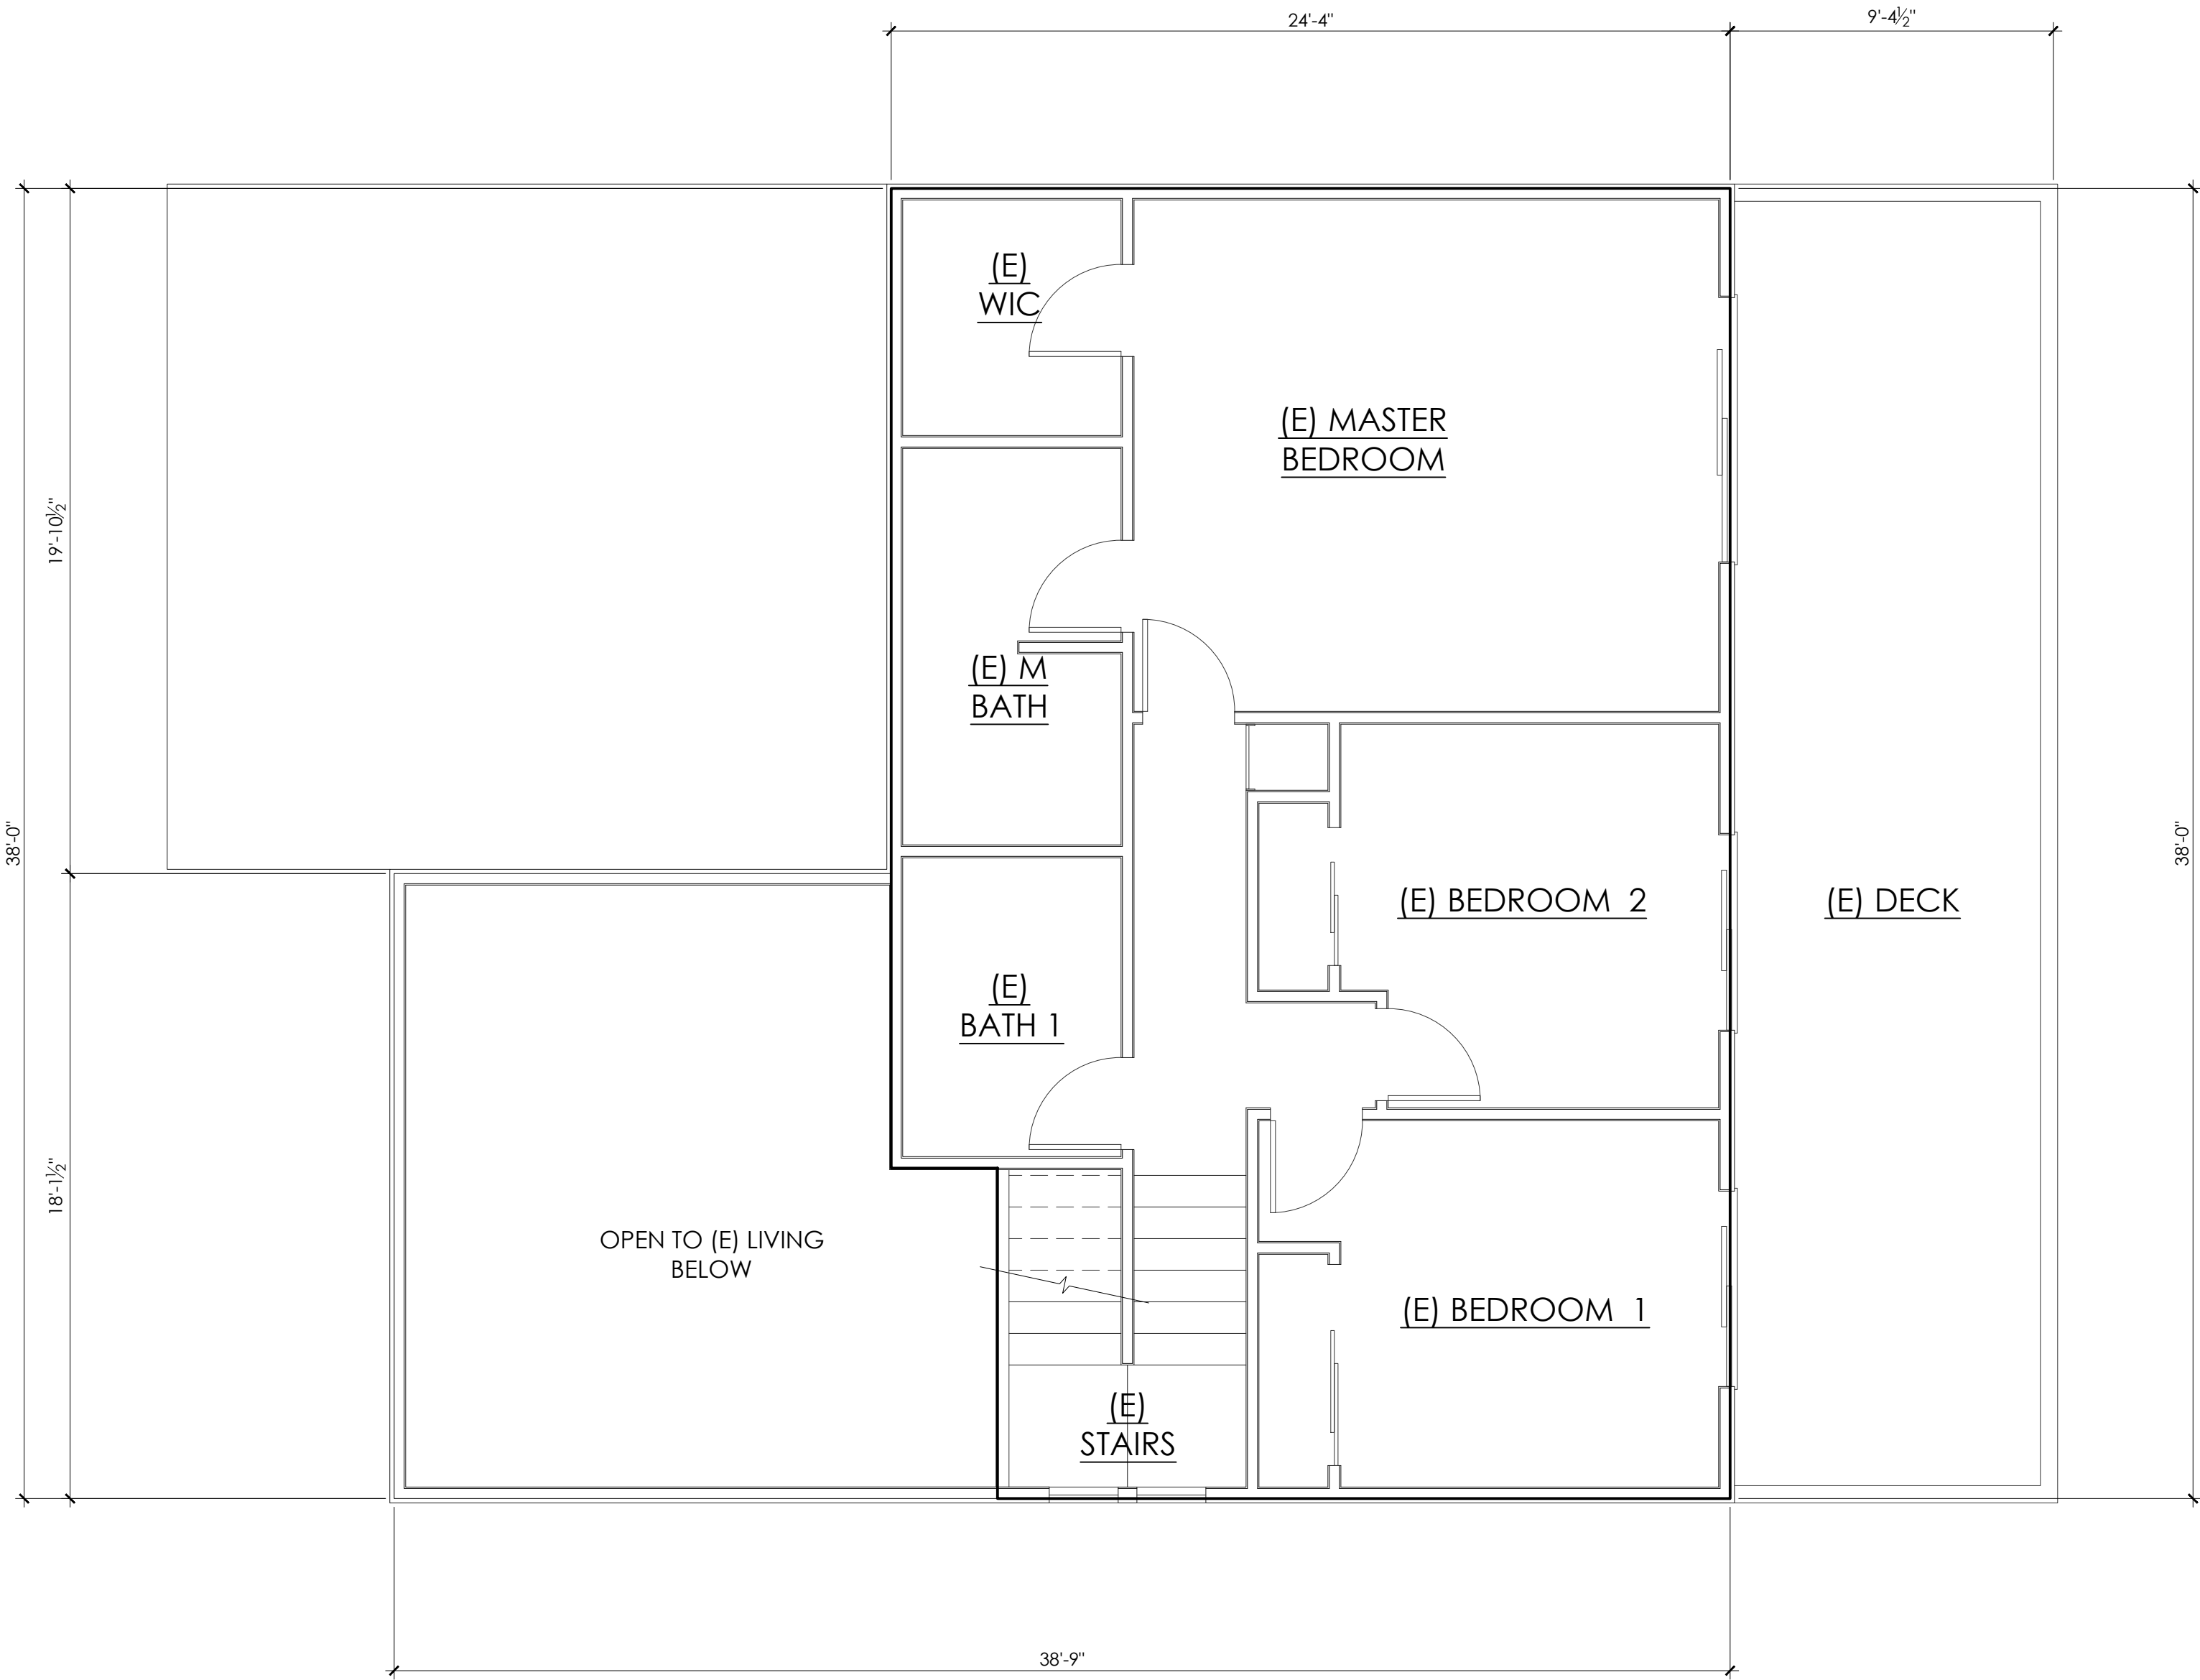 24'-4"
9'-4½"
(E)
WIC
(E) MASTER
BEDROOM
19'-10½"
(E) M
BATH
38'-0"
38'-0"
(E) BEDROOM 2
(E) DECK
(E)
BATH 1
18'-1½"
OPEN TO (E) LIVING
BELOW
(E) BEDROOM 1
(E)
STAIRS
38'-9"